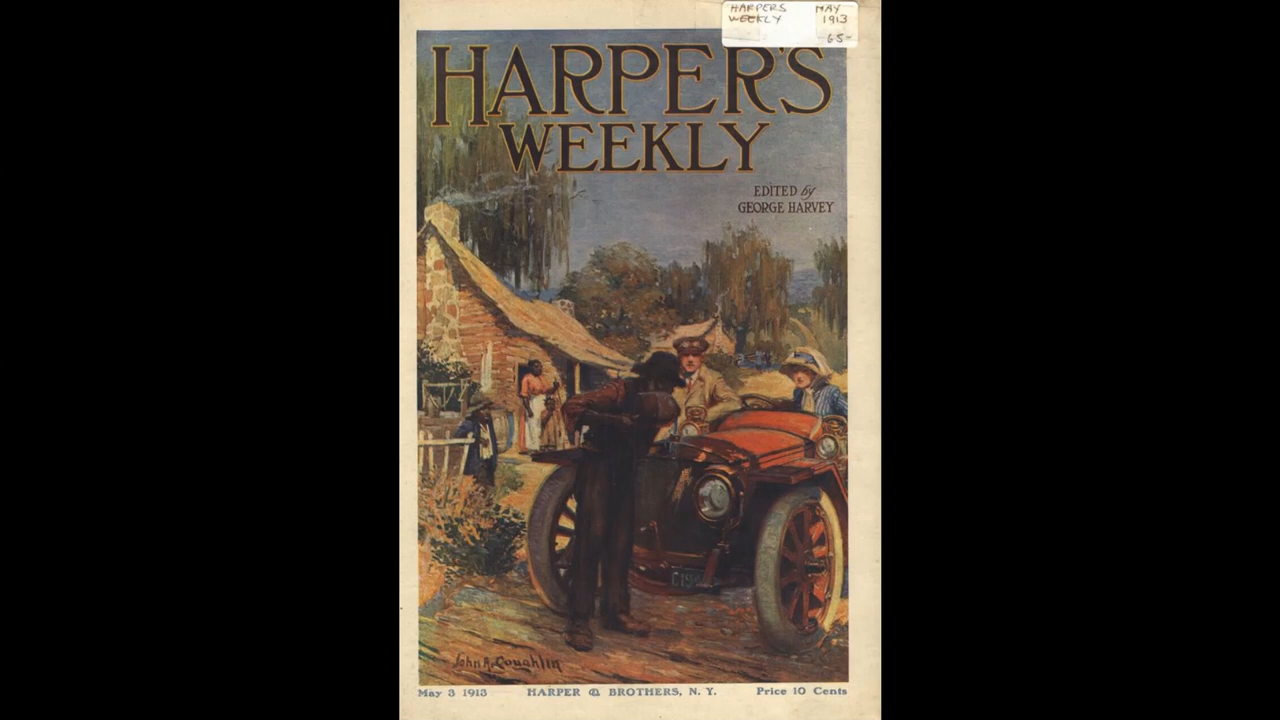 HARPERS MAY
WEEKLY 1913
65-
HARPER'S
WEEKLY
EDITED by
GEORGE HARVEY
John A. Coughlin
May 3 1913 HARPER & BROTHERS, N. Y. Price 10 Cents